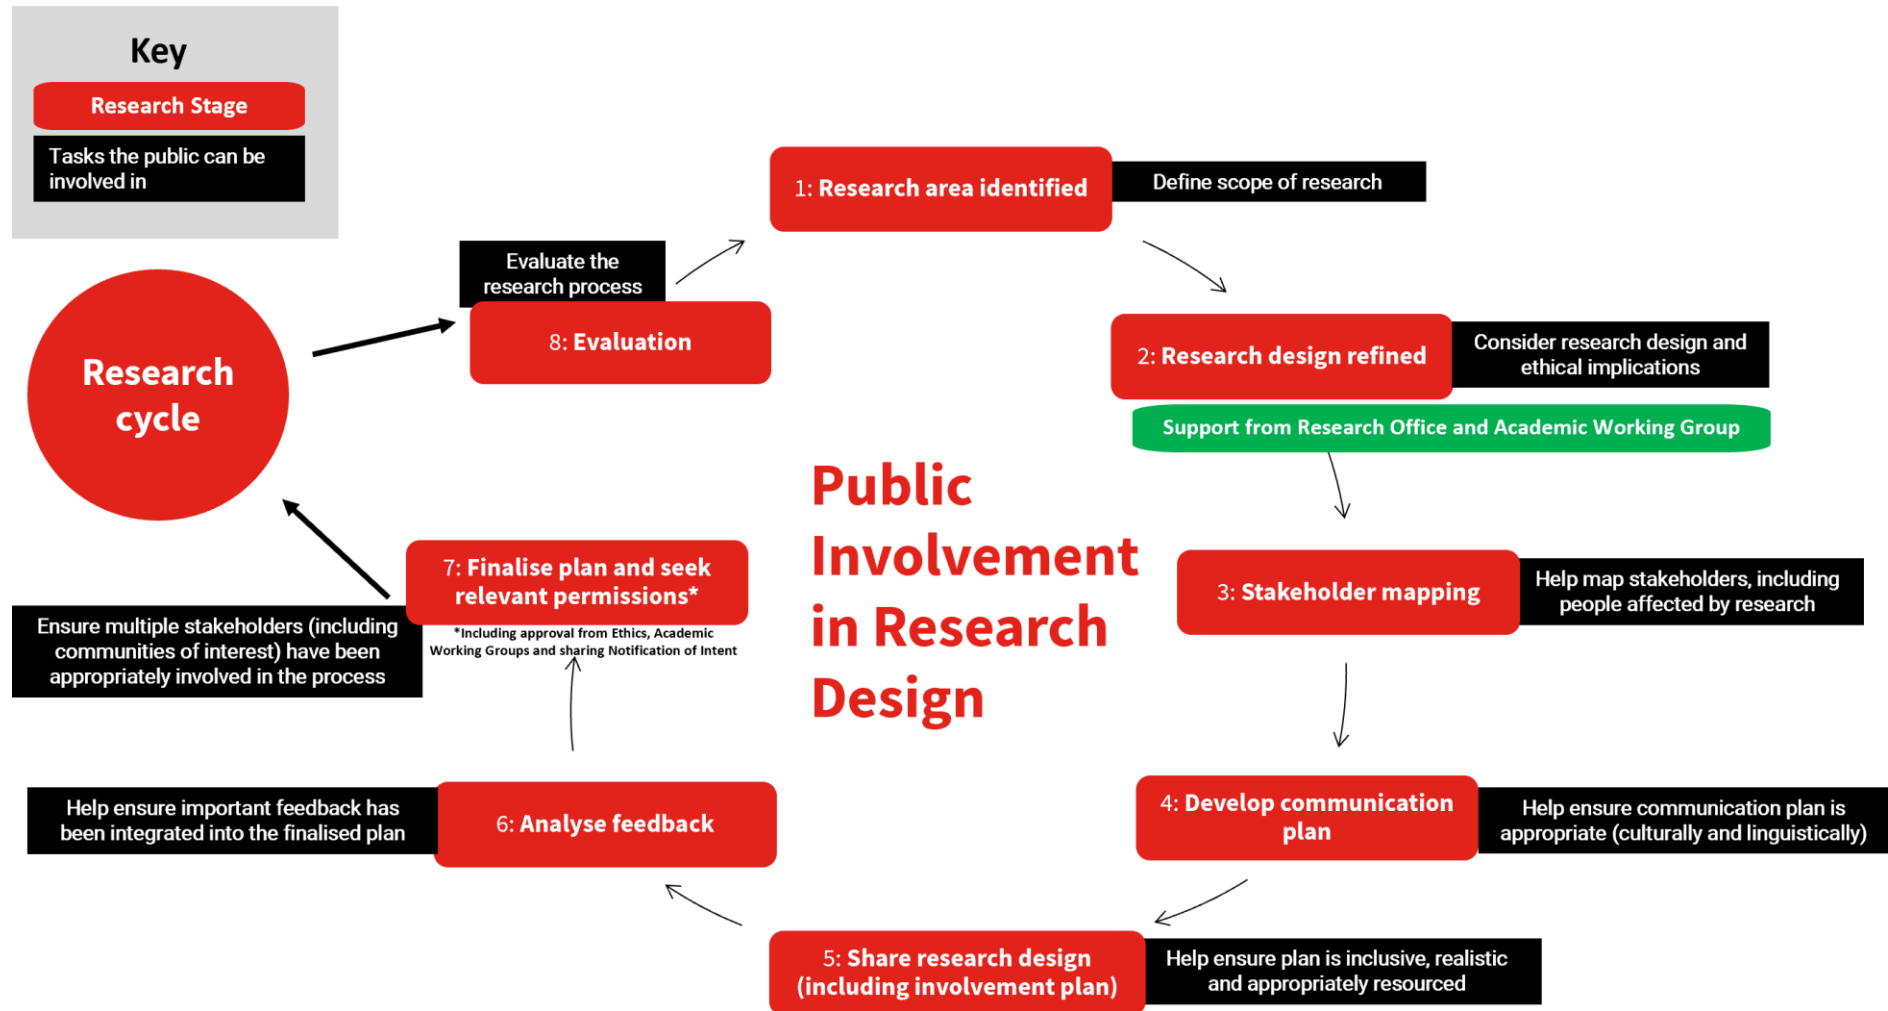 Key
Research Stage
Tasks the public can be
involved in
1: Research area identified
Define scope of research
Evaluate the
research process
8: Evaluation
2: Research design refined
Consider research design and
ethical implications
Support from Research Office and Academic Working Group
Research
cycle
Public
Involvement
in Research
Design
3: Stakeholder mapping
Help map stakeholders, including
people affected by research
7: Finalise plan and seek
relevant permissions*
*Including approval from Ethics, Academic
Working Groups and sharing Notification of Intent
Ensure multiple stakeholders (including
communities of interest) have been
appropriately involved in the process
4: Develop communication
plan
Help ensure communication plan is
appropriate (culturally and linguistically)
6: Analyse feedback
Help ensure important feedback has
been integrated into the finalised plan
5: Share research design
(including involvement plan)
Help ensure plan is inclusive, realistic
and appropriately resourced